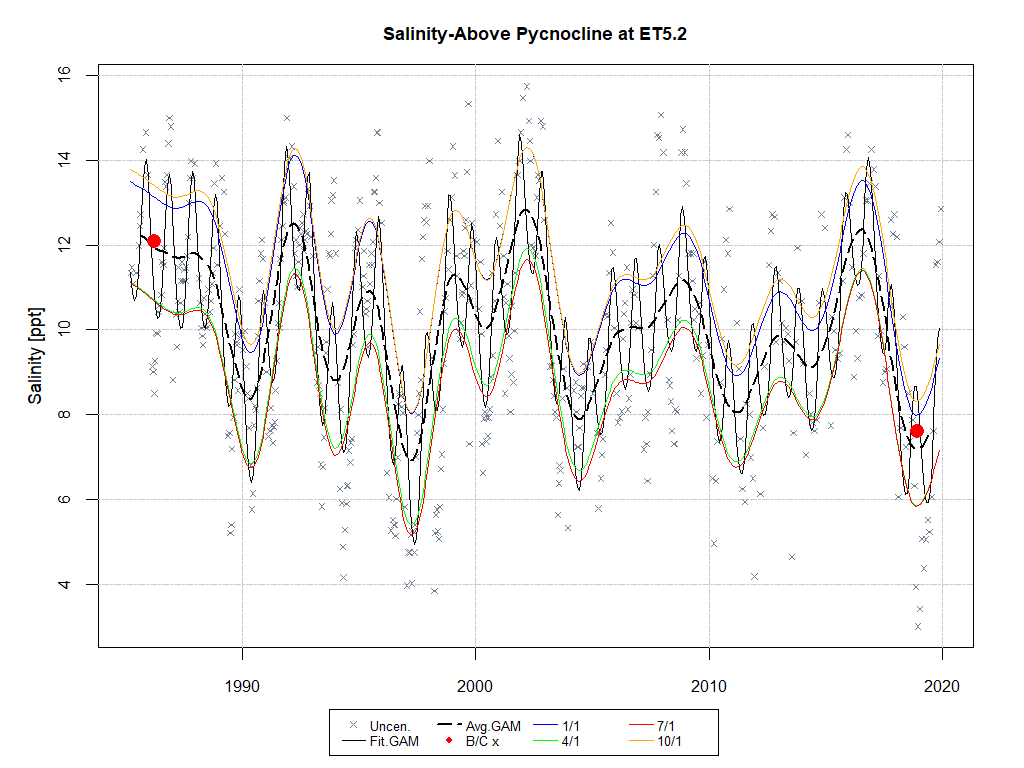 Salinity-Above Pycnocline at ET5.2
Salinity [ppt]
16
14
12
10
8
6
4
1990
2000
2010
2020
Uncen. Avg.GAM 1/1 7/1
Fit.GAM B/C x 4/1 10/1